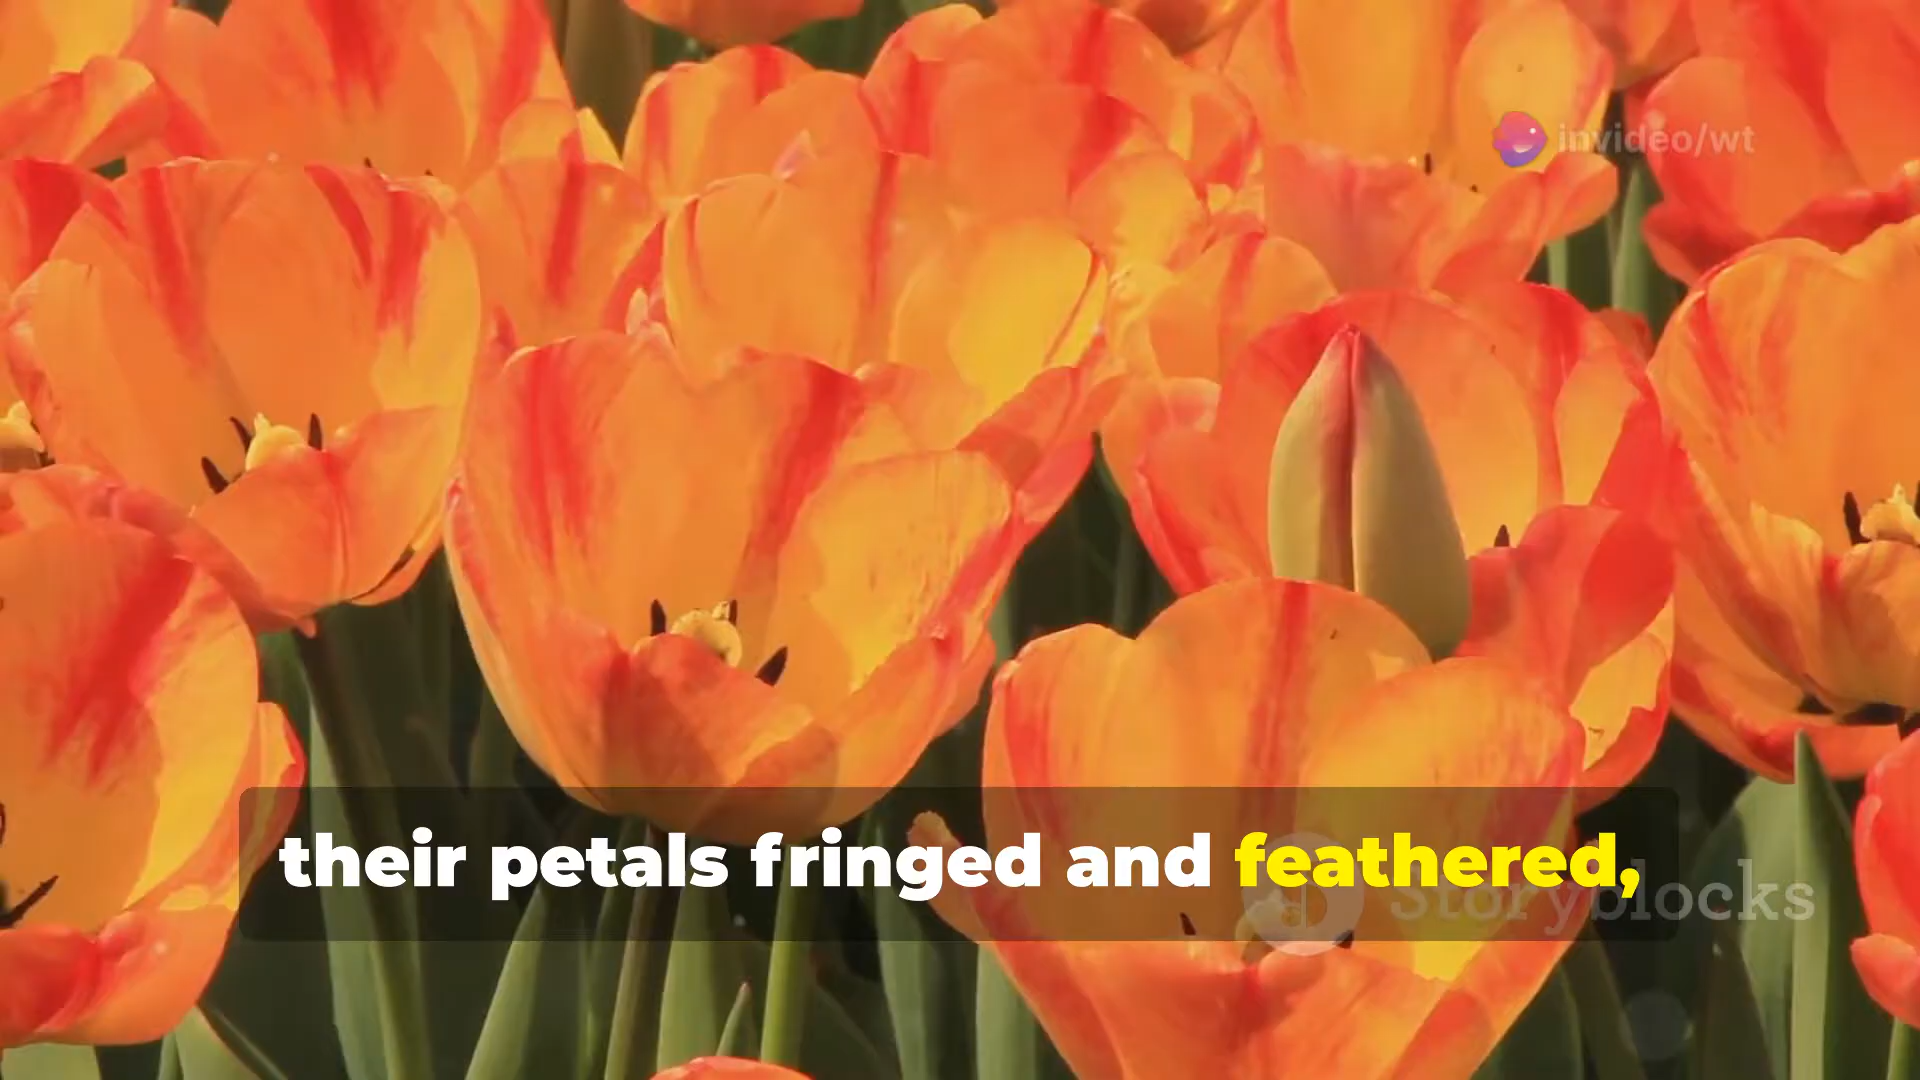 invideo/wt
their petals fringed and feathered,
Storyblocks